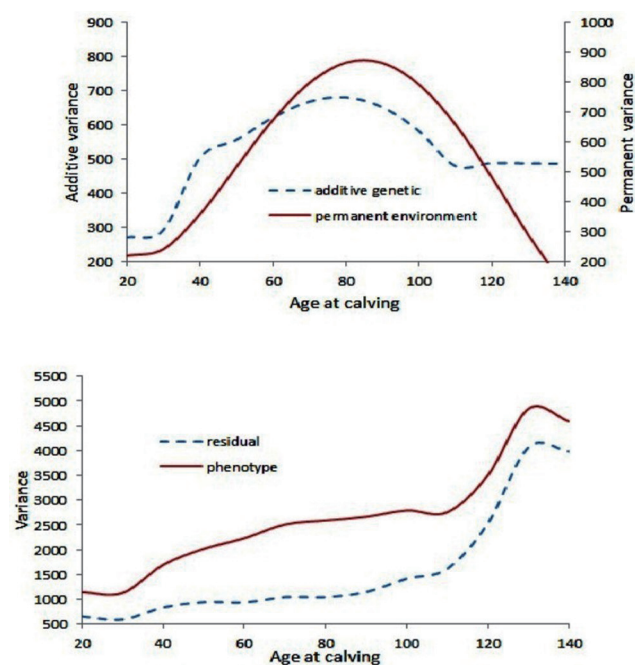 900
800
700
600
500
400
300
200
Additive variance
1000
900
800
700
600
500
400
300
200
Permanent variance
additive genetic
permanent environment
20 40 60 80 100 120 140
Age at calving
5500
5000
4500
4000
3500
3000
2500
2000
1500
1000
500
Variance
residual
phenotype
20 40 60 80 100 120 140
Age at calving